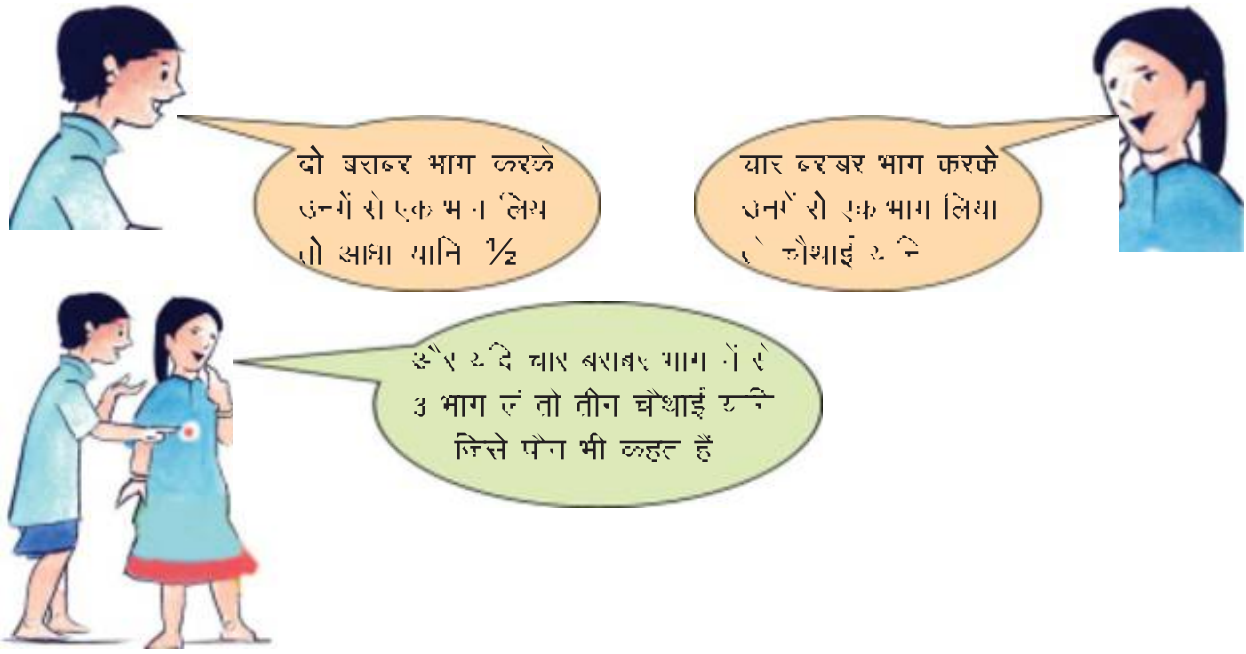 दो बराबर भाग करके
उनमें से एक भाग लिया
तो आधा यानि ½
चार बराबर भाग करके
उनमें से एक भाग लिया
तो चौथाई यानि
और यदि चार बराबर भाग में से
3 भाग लें तो तीन चौथाई यानि
जिसे पौन भी कहते हैं